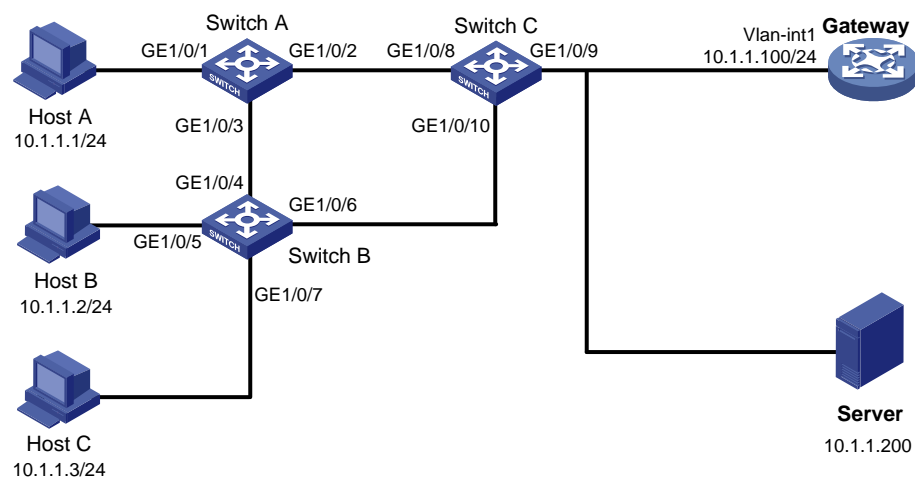 Switch A
Switch C
Vlan-int1
Gateway
GE1/0/1
GE1/0/2
GE1/0/8
GE1/0/9
10.1.1.100/24
SWITCH
SWITCH
Host A
10.1.1.1/24
GE1/0/3
GE1/0/10
GE1/0/4
GE1/0/6
SWITCH
GE1/0/5
Switch B
Host B
10.1.1.2/24
GE1/0/7
Host C
10.1.1.3/24
Server
10.1.1.200